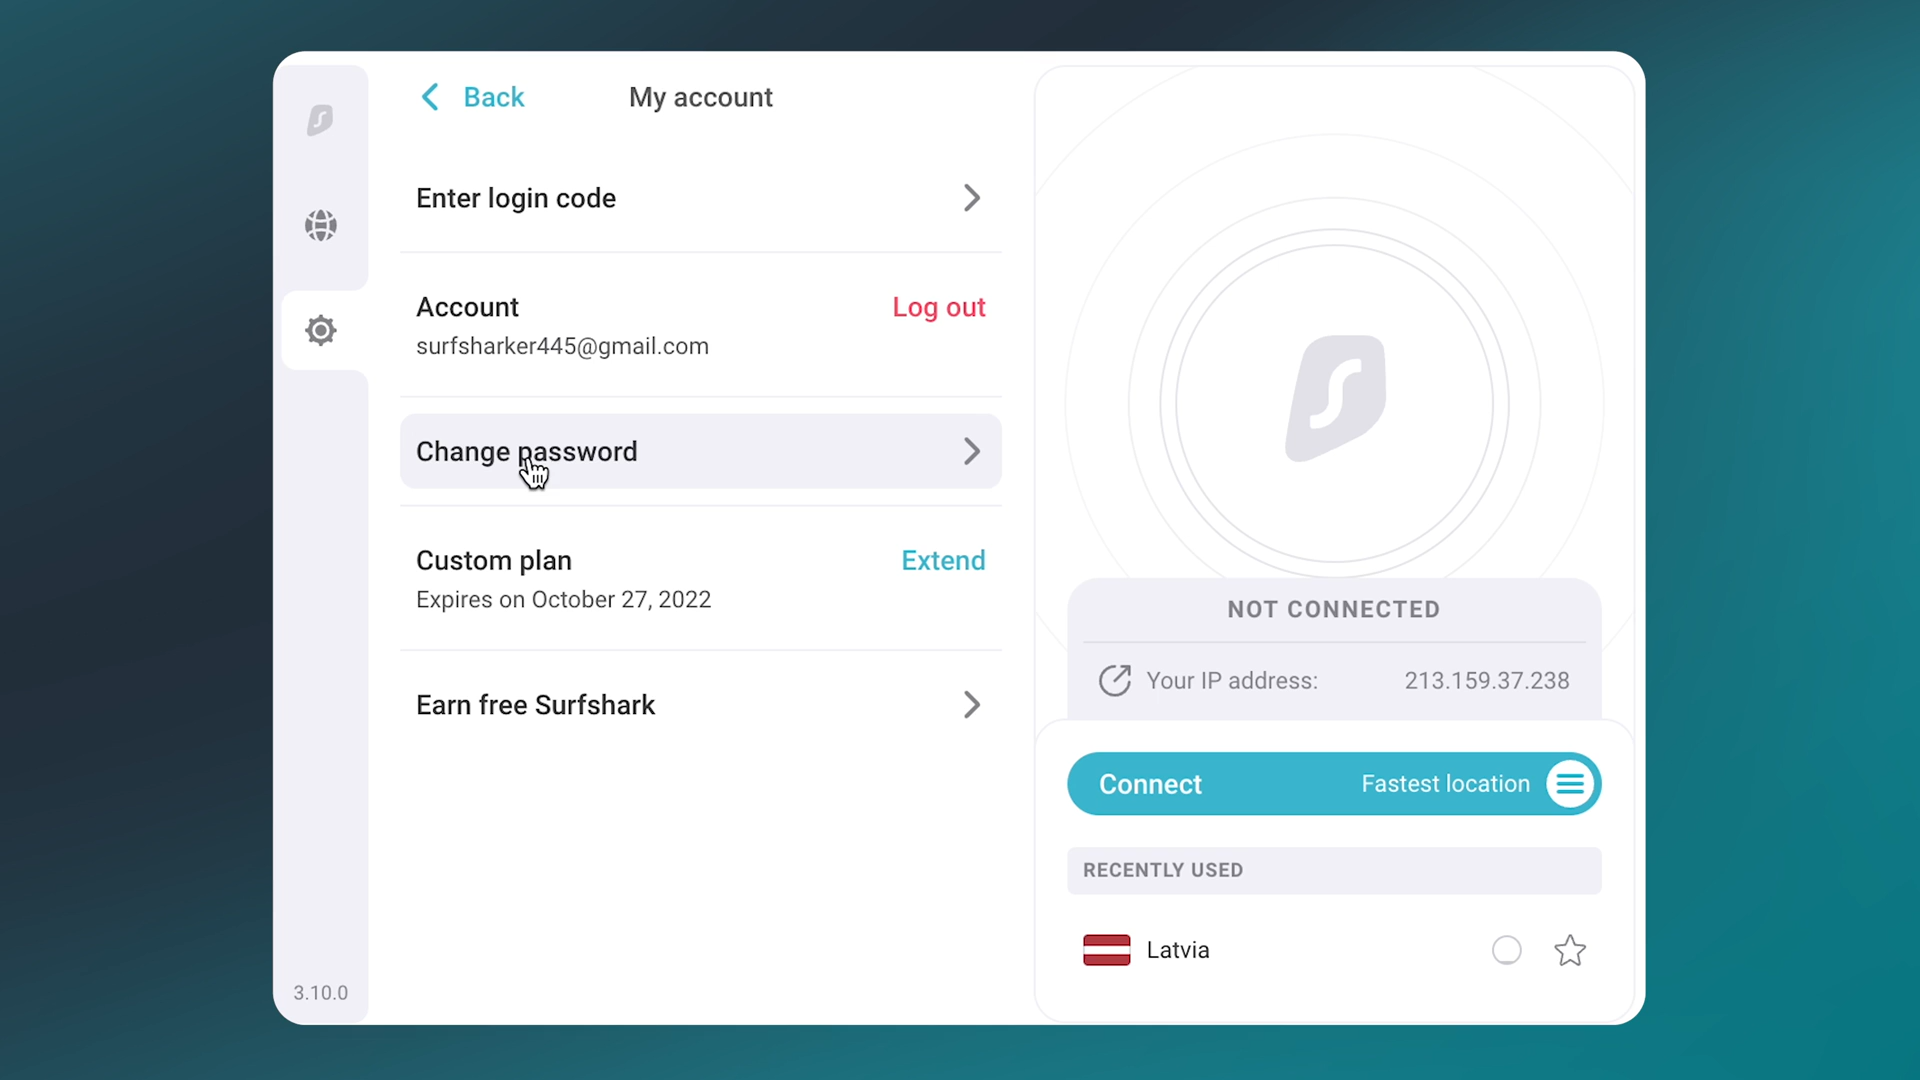 Back
My account
Enter login code
Account
Log out
surfsharker445@gmail.com
Change password
Custom plan
Extend
Expires on October 27, 2022
Earn free Surfshark
3.10.0
NOT CONNECTED
Your IP address: 213.159.37.238
Connect Fastest location
RECENTLY USED
Latvia